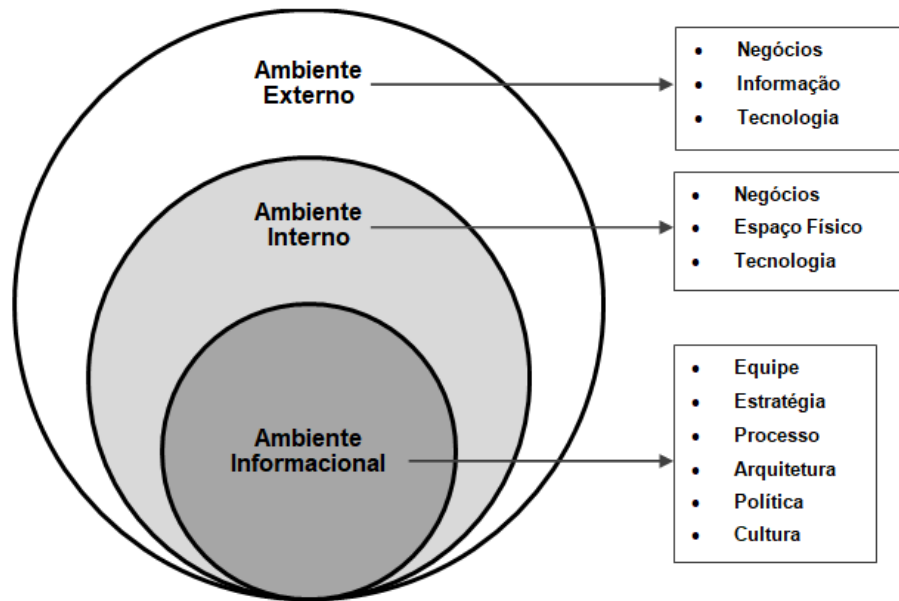 Ambiente
Externo
• Negócios
• Informação
• Tecnologia
Ambiente
Interno
• Negócios
• Espaço Físico
• Tecnologia
Ambiente
Informacional
• Equipe
• Estratégia
• Processo
• Arquitetura
• Política
• Cultura